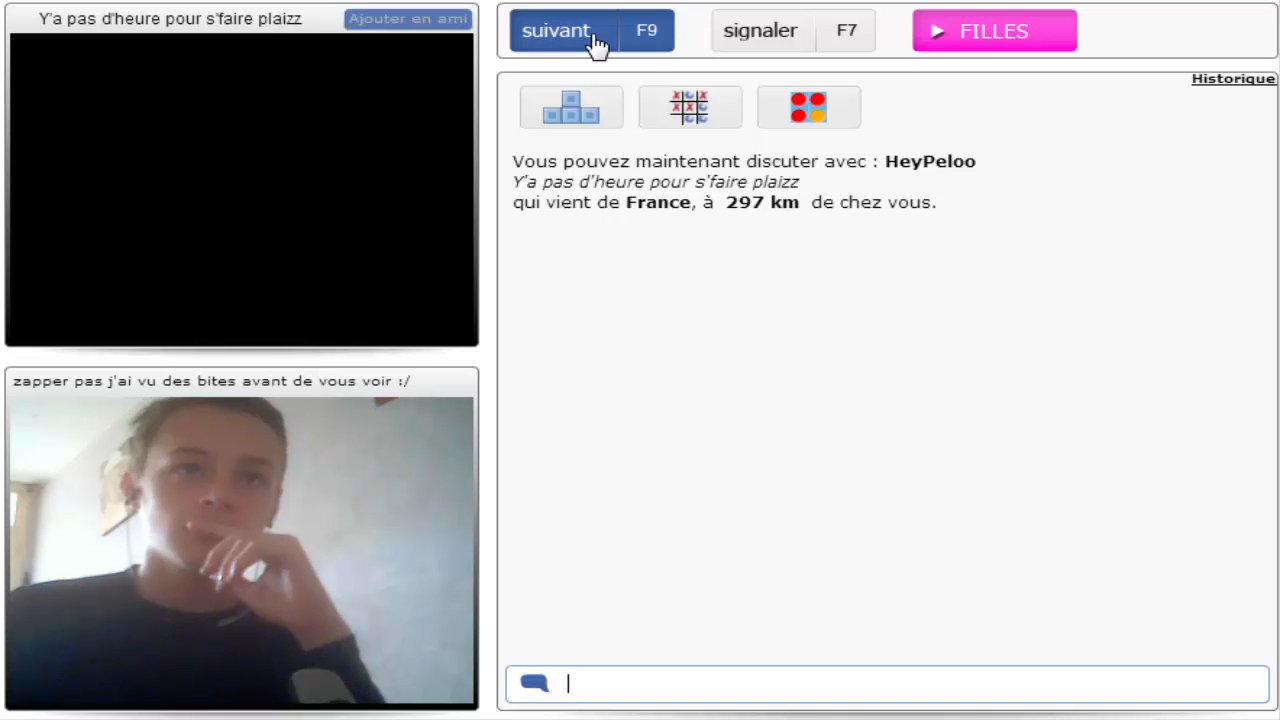 Y'a pas d'heure pour s'faire plaizz
Ajouter en ami
suivant F9
signaler F7
FILLES
Historique
Vous pouvez maintenant discuter avec : HeyPeloo
Y'a pas d'heure pour s'faire plaizz
qui vient de France, à 297 km de chez vous.
zapper pas j'ai vu des bites avant de vous voir :/